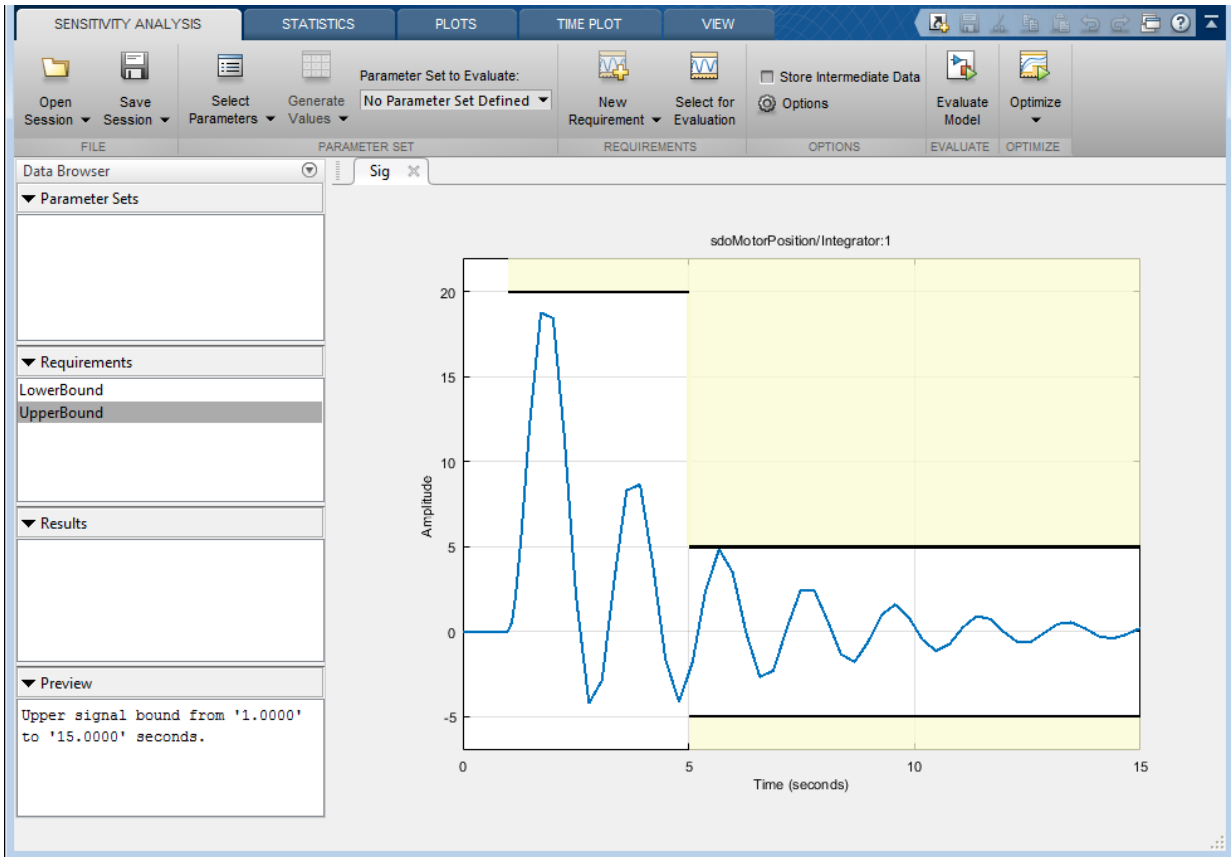 SENSITIVITY ANALYSIS
STATISTICS
PLOTS
TIME PLOT
VIEW
Open
Session
Save
Session
Select
Parameters
Generate
Values
Parameter Set to Evaluate:
No Parameter Set Defined
New
Requirement
Select for
Evaluation
Store Intermediate Data
Options
Evaluate
Model
Optimize
FILE
PARAMETER SET
REQUIREMENTS
OPTIONS
EVALUATE
OPTIMIZE
Data Browser
Parameter Sets
Requirements
LowerBound
UpperBound
Results
Preview
Upper signal bound from '1.0000'
to '15.0000' seconds.
Sig
sdoMotorPosition/Integrator:1
Amplitude
20
15
10
5
0
-5
0
5
10
15
Time (seconds)